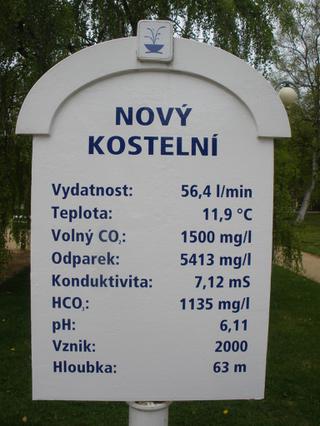 NOVÝ
KOSTELNÍ
Vydatnost: 56,4 l/min
Teplota: 11,9 °C
Volný CO₂: 1500 mg/l
Odparek: 5413 mg/l
Konduktivita: 7,12 mS
HCO₃: 1135 mg/l
pH: 6,11
Vznik: 2000
Hloubka: 63 m